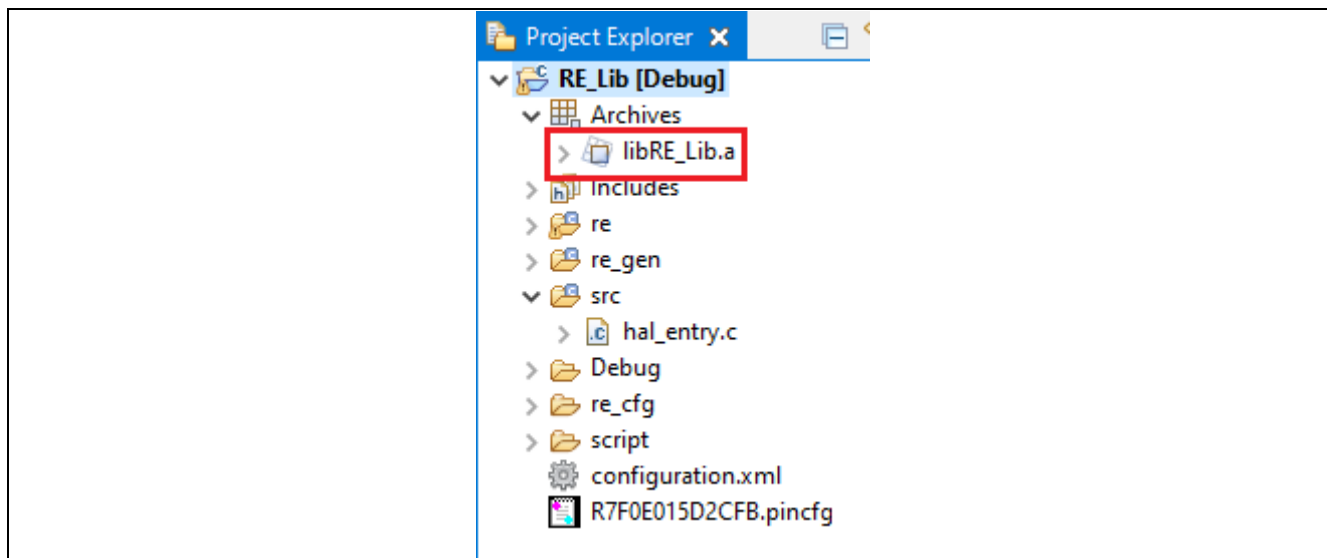 Project Explorer
RE_Lib [Debug]
Archives
libRE_Lib.a
Includes
re
re_gen
src
hal_entry.c
Debug
re_cfg
script
configuration.xml
R7F0E015D2CFB.pincfg